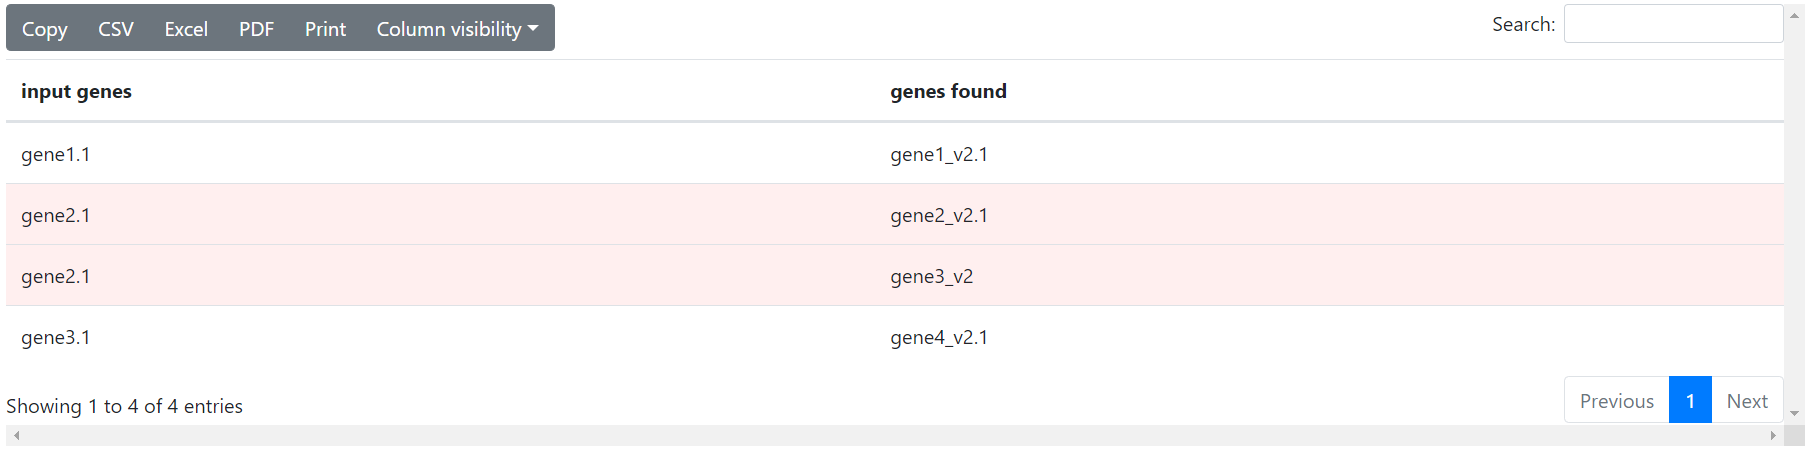 Copy CSV Excel PDF Print Column visibility Search:
input genes genes found
gene1.1 gene1_v2.1
gene2.1 gene2_v2.1
gene2.1 gene3_v2
gene3.1 gene4_v2.1
Showing 1 to 4 of 4 entries Previous 1 Next